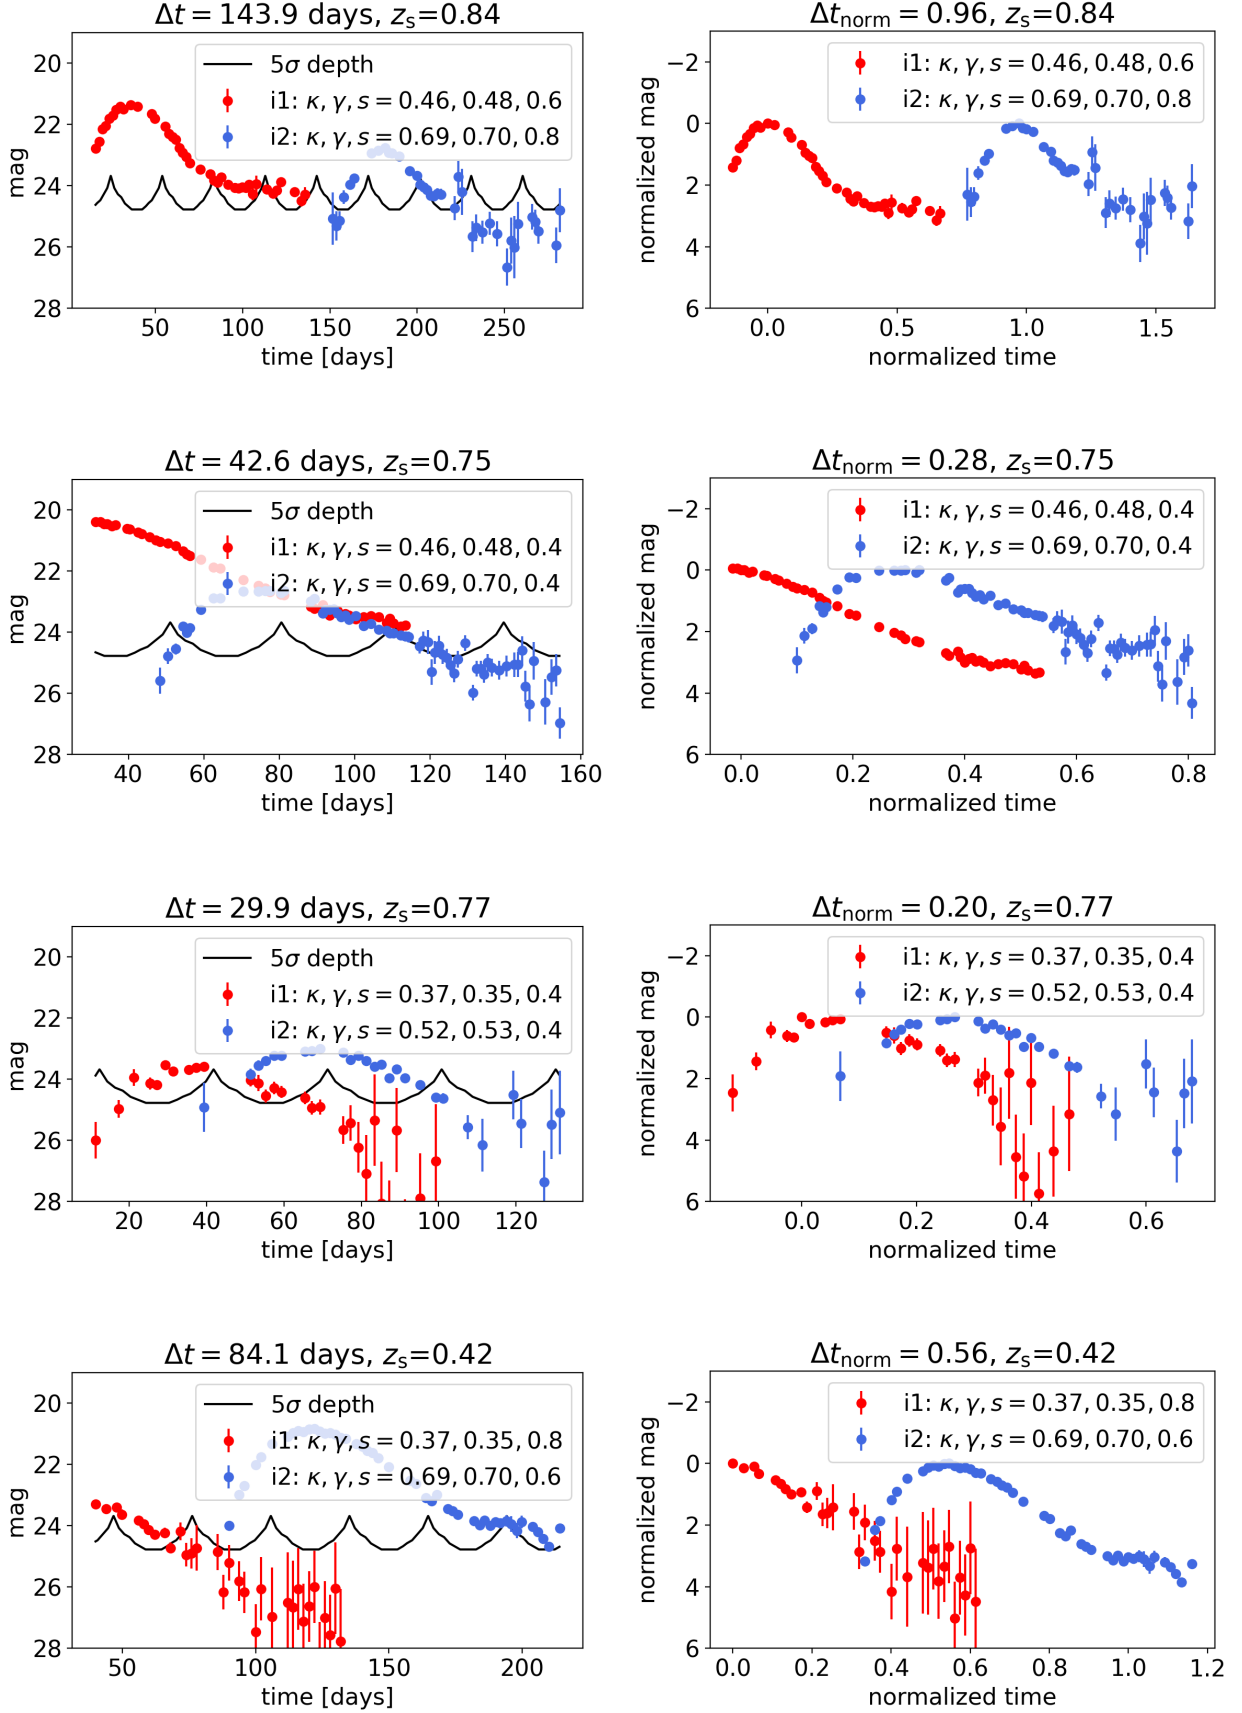 Δt = 143.9 days, z_s=0.84
5σ depth
i1: κ, γ, s = 0.46, 0.48, 0.6
i2: κ, γ, s = 0.69, 0.70, 0.8
mag
20
22
24
26
28
50 100 150 200 250
time [days]
Δt_norm = 0.96, z_s=0.84
i1: κ, γ, s = 0.46, 0.48, 0.6
i2: κ, γ, s = 0.69, 0.70, 0.8
normalized mag
−2
0
2
4
6
0.0 0.5 1.0 1.5
normalized time
Δt = 42.6 days, z_s=0.75
5σ depth
i1: κ, γ, s = 0.46, 0.48, 0.4
i2: κ, γ, s = 0.69, 0.70, 0.4
mag
20
22
24
26
28
40 60 80 100 120 140 160
time [days]
Δt_norm = 0.28, z_s=0.75
i1: κ, γ, s = 0.46, 0.48, 0.4
i2: κ, γ, s = 0.69, 0.70, 0.4
normalized mag
−2
0
2
4
6
0.0 0.2 0.4 0.6 0.8
normalized time
Δt = 29.9 days, z_s=0.77
5σ depth
i1: κ, γ, s = 0.37, 0.35, 0.4
i2: κ, γ, s = 0.52, 0.53, 0.4
mag
20
22
24
26
28
20 40 60 80 100 120
time [days]
Δt_norm = 0.20, z_s=0.77
i1: κ, γ, s = 0.37, 0.35, 0.4
i2: κ, γ, s = 0.52, 0.53, 0.4
normalized mag
−2
0
2
4
6
0.0 0.2 0.4 0.6
normalized time
Δt = 84.1 days, z_s=0.42
5σ depth
i1: κ, γ, s = 0.37, 0.35, 0.8
i2: κ, γ, s = 0.69, 0.70, 0.6
mag
20
22
24
26
28
50 100 150 200
time [days]
Δt_norm = 0.56, z_s=0.42
i1: κ, γ, s = 0.37, 0.35, 0.8
i2: κ, γ, s = 0.69, 0.70, 0.6
normalized mag
−2
0
2
4
6
0.0 0.2 0.4 0.6 0.8 1.0 1.2
normalized time